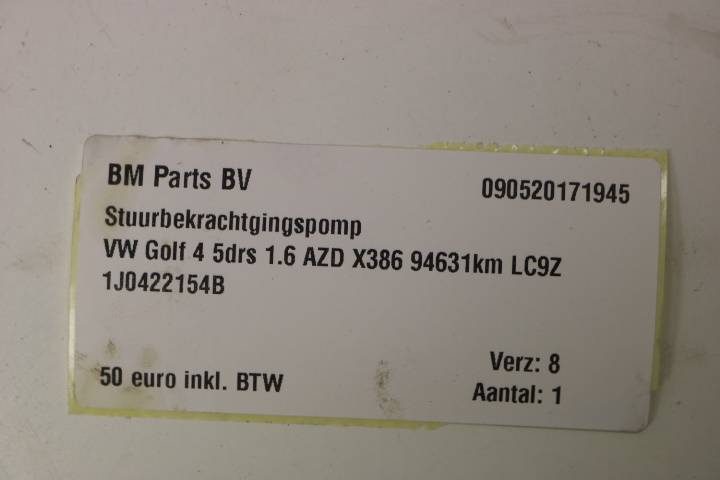 BM Parts BV
090520171945
Stuurbekrachtgingspomp
VW Golf 4 5drs 1.6 AZD X386 94631km LC9Z
1J0422154B
Verz: 8
50 euro inkl. BTW
Aantal: 1